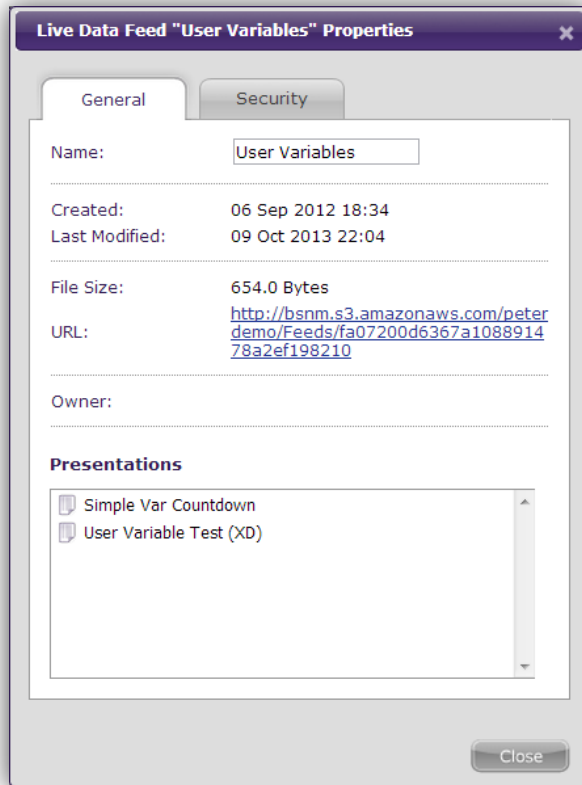 Live Data Feed "User Variables" Properties
General
Security
Name:
User Variables
Created:
06 Sep 2012 18:34
Last Modified:
09 Oct 2013 22:04
File Size:
654.0 Bytes
URL:
http://bsnm.s3.amazonaws.com/peter
demo/Feeds/fa07200d6367a1088914
78a2ef198210
Owner:
Presentations
Simple Var Countdown
User Variable Test (XD)
Close